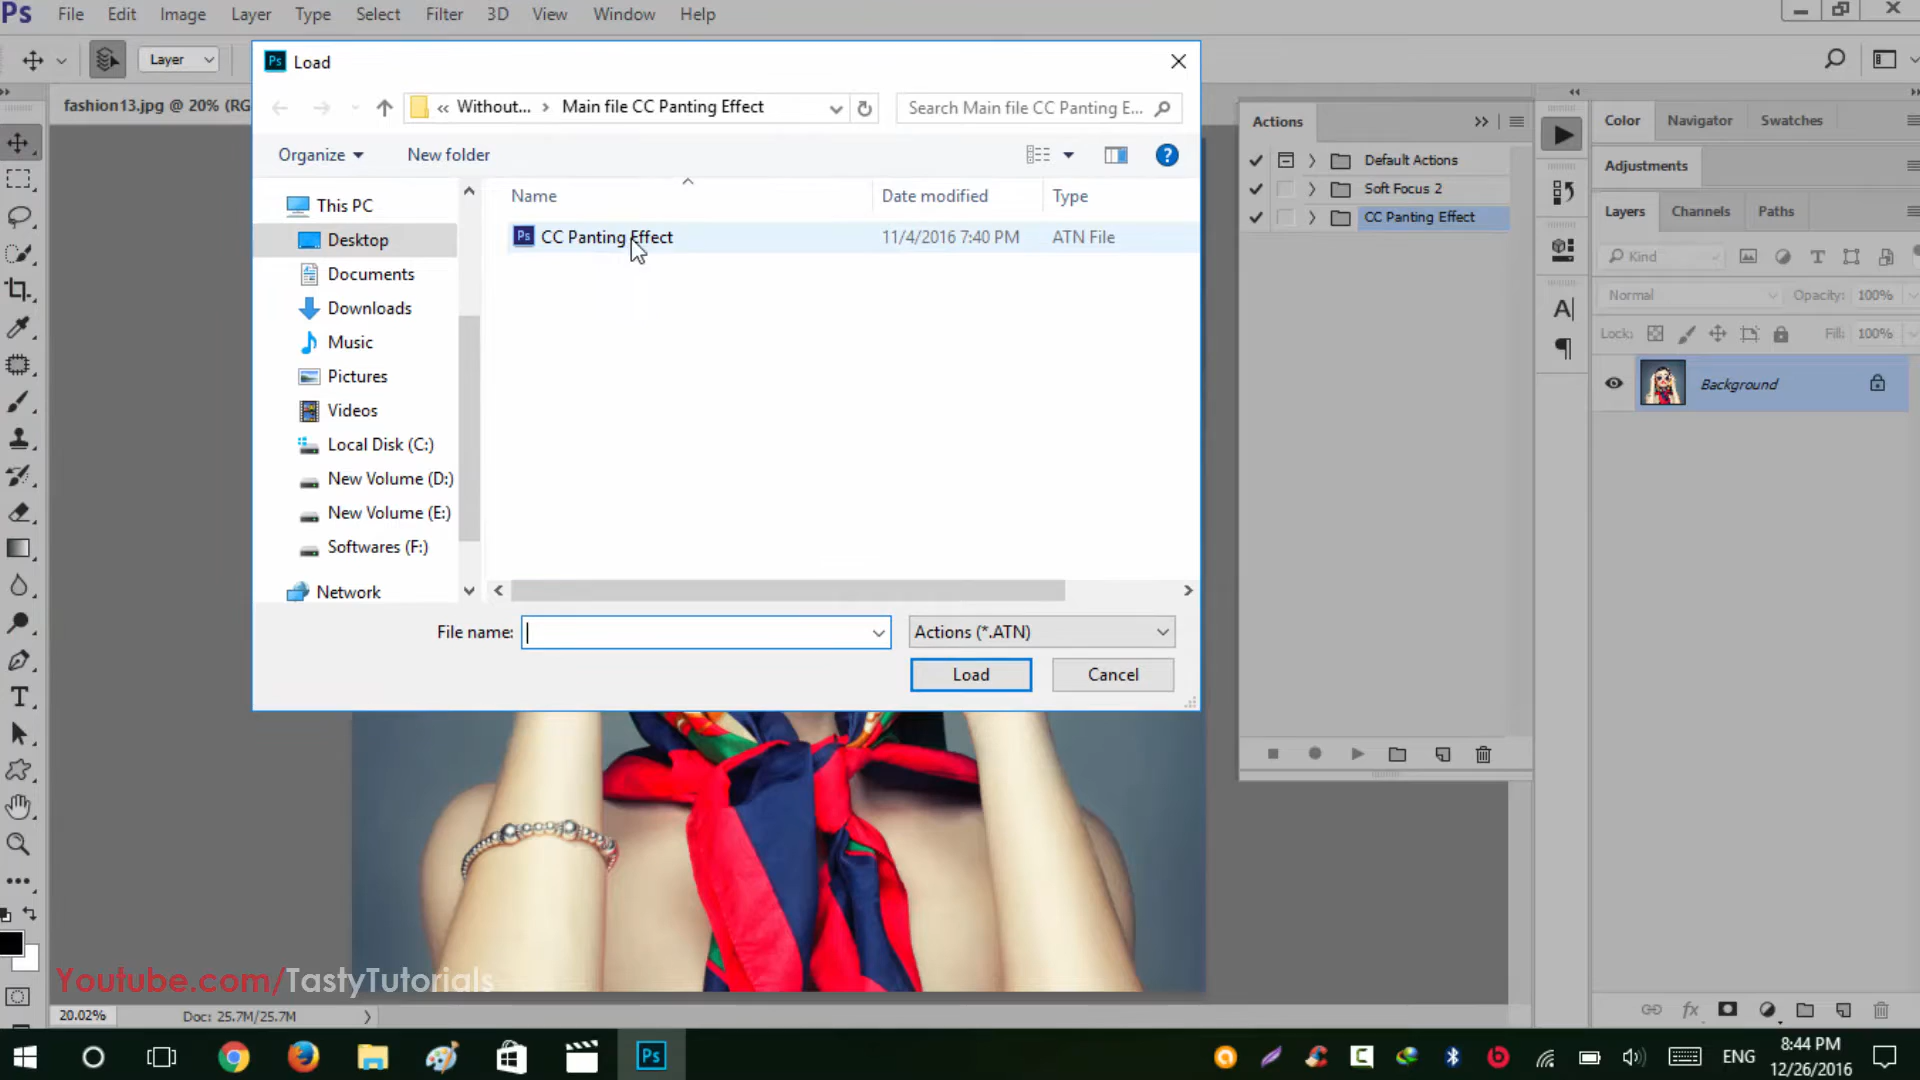 Ps File Edit Image Layer Type Select Filter 3D View Window Help
Layer
fashion13.jpg @ 20% (RG
Ps Load
« Without... › Main file CC Panting Effect
Search Main file CC Panting E...
Organize New folder
Name Date modified Type
Ps CC Panting Effect 11/4/2016 7:40 PM ATN File
This PC
Desktop
Documents
Downloads
Music
Pictures
Videos
Local Disk (C:)
New Volume (D:)
New Volume (E:)
Softwares (F:)
Network
File name:
Actions (*.ATN)
Load Cancel
Actions
Default Actions
Soft Focus 2
CC Panting Effect
Color Navigator Swatches
Adjustments
Layers Channels Paths
Kind
Normal Opacity: 100%
Lock: Fill: 100%
Background
Youtube.com/TastyTutorials
20.02% Doc: 25.7M/25.7M
Ps
ENG
8:44 PM
12/26/2016